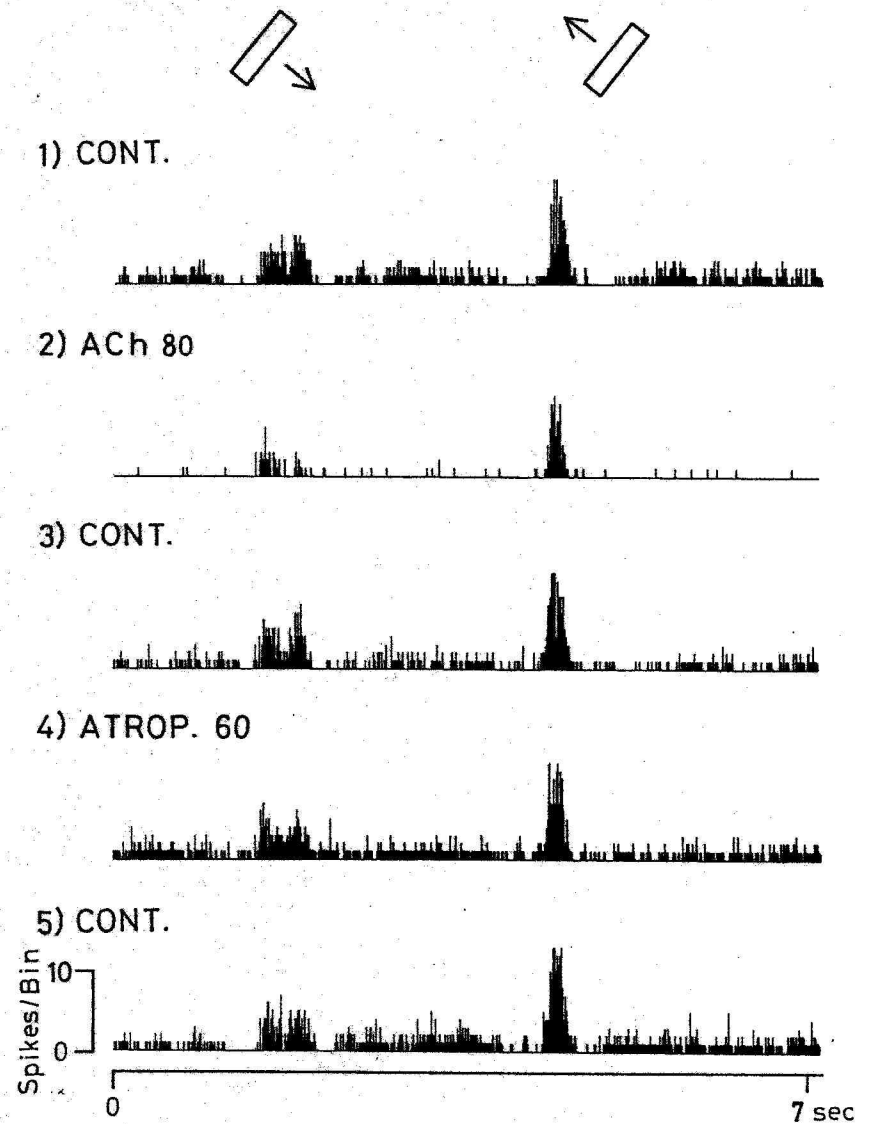 1) CONT.
2) ACh 80
3) CONT.
4) ATROP. 60
5) CONT.
Spikes/Bin
10
0
0
7 sec